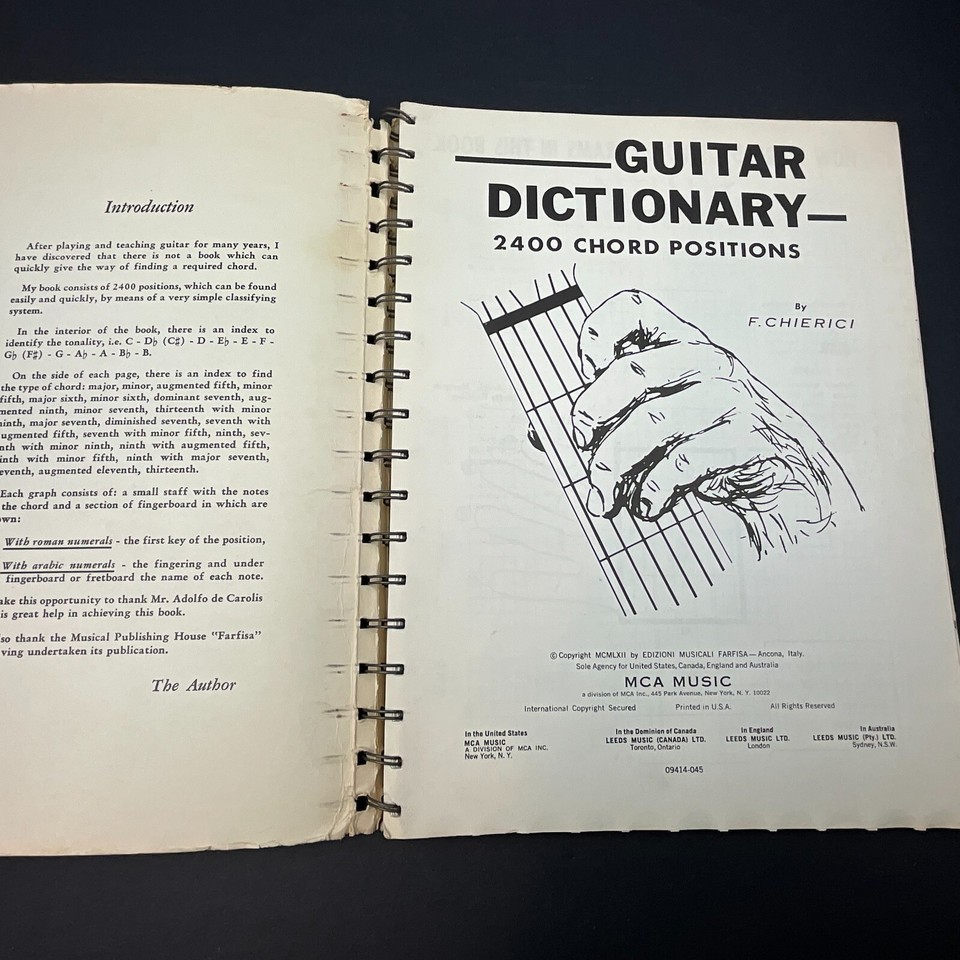 Introduction
After playing and teaching guitar for many years, I
have discovered that there is not a book which can
quickly give the way of finding a required chord.
My book consists of 2400 positions, which can be found
easily and quickly, by means of a very simple classifying
system.
In the interior of the book, there is an index to
identify the tonality, i.e. C - D♭ (C♯) - D - E♭ - E - F -
G♭ (F♯) - G - A♭ - A - B♭ - B.
On the side of each page, there is an index to find
the type of chord: major, minor, augmented fifth, minor
fifth, major sixth, minor sixth, dominant seventh, aug-
mented ninth, minor seventh, thirteenth with minor
ninth, major seventh, diminished seventh, seventh with
ugmented fifth, seventh with minor fifth, ninth, sev-
nth with minor ninth, ninth with augmented fifth,
inth with minor fifth, ninth with major seventh,
eventh, augmented eleventh, thirteenth.
Each graph consists of: a small staff with the notes
the chord and a section of fingerboard in which are
own:
With roman numerals - the first key of the position,
With arabic numerals - the fingering and under
fingerboard or fretboard the name of each note.
ake this opportunity to thank Mr. Adolfo de Carolis
is great help in achieving this book.
so thank the Musical Publishing House "Farfisa"
ving undertaken its publication.
The Author
GUITAR
DICTIONARY
2400 CHORD POSITIONS
By
F. CHIERICI
© Copyright MCMLXII by EDIZIONI MUSICALI FARFISA — Ancona, Italy.
Sole Agency for United States, Canada, England and Australia
MCA MUSIC
a division of MCA Inc., 445 Park Avenue, New York, N. Y. 10022
International Copyright Secured Printed in U.S.A. All Rights Reserved
In the United States
MCA MUSIC
A DIVISION OF MCA INC.
New York, N. Y.
In the Dominion of Canada
LEEDS MUSIC (CANADA) LTD.
Toronto, Ontario
In England
LEEDS MUSIC LTD.
London
In Australia
LEEDS MUSIC (Pty.) LTD.
Sydney, N.S.W.
09414-045